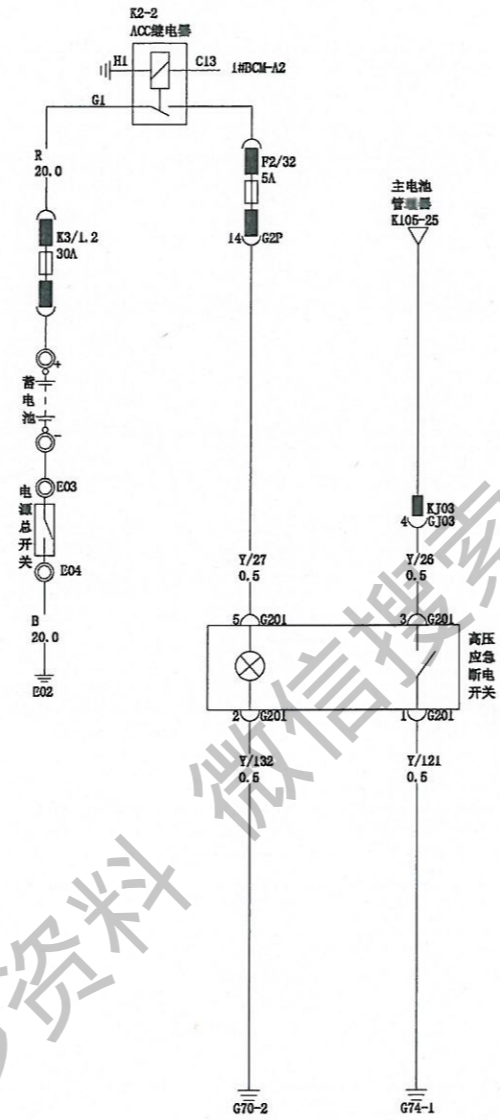 K2-2
ACC继电器
H1
C13
1#BCM-A2
G1
R
20.0
F2/32
5A
14
G2P
主电池
管理器
K105-25
K3/1.2
30A
+
蓄
电
池
-
E03
电
源
总
开
关
E04
B
20.0
E02
KJ03
4
GJ03
Y/27
0.5
Y/26
0.5
5
G201
3
G201
高压
应急
断电
开关
2
G201
1
G201
Y/132
0.5
Y/121
0.5
G70-2
G74-1
资料 微信搜索